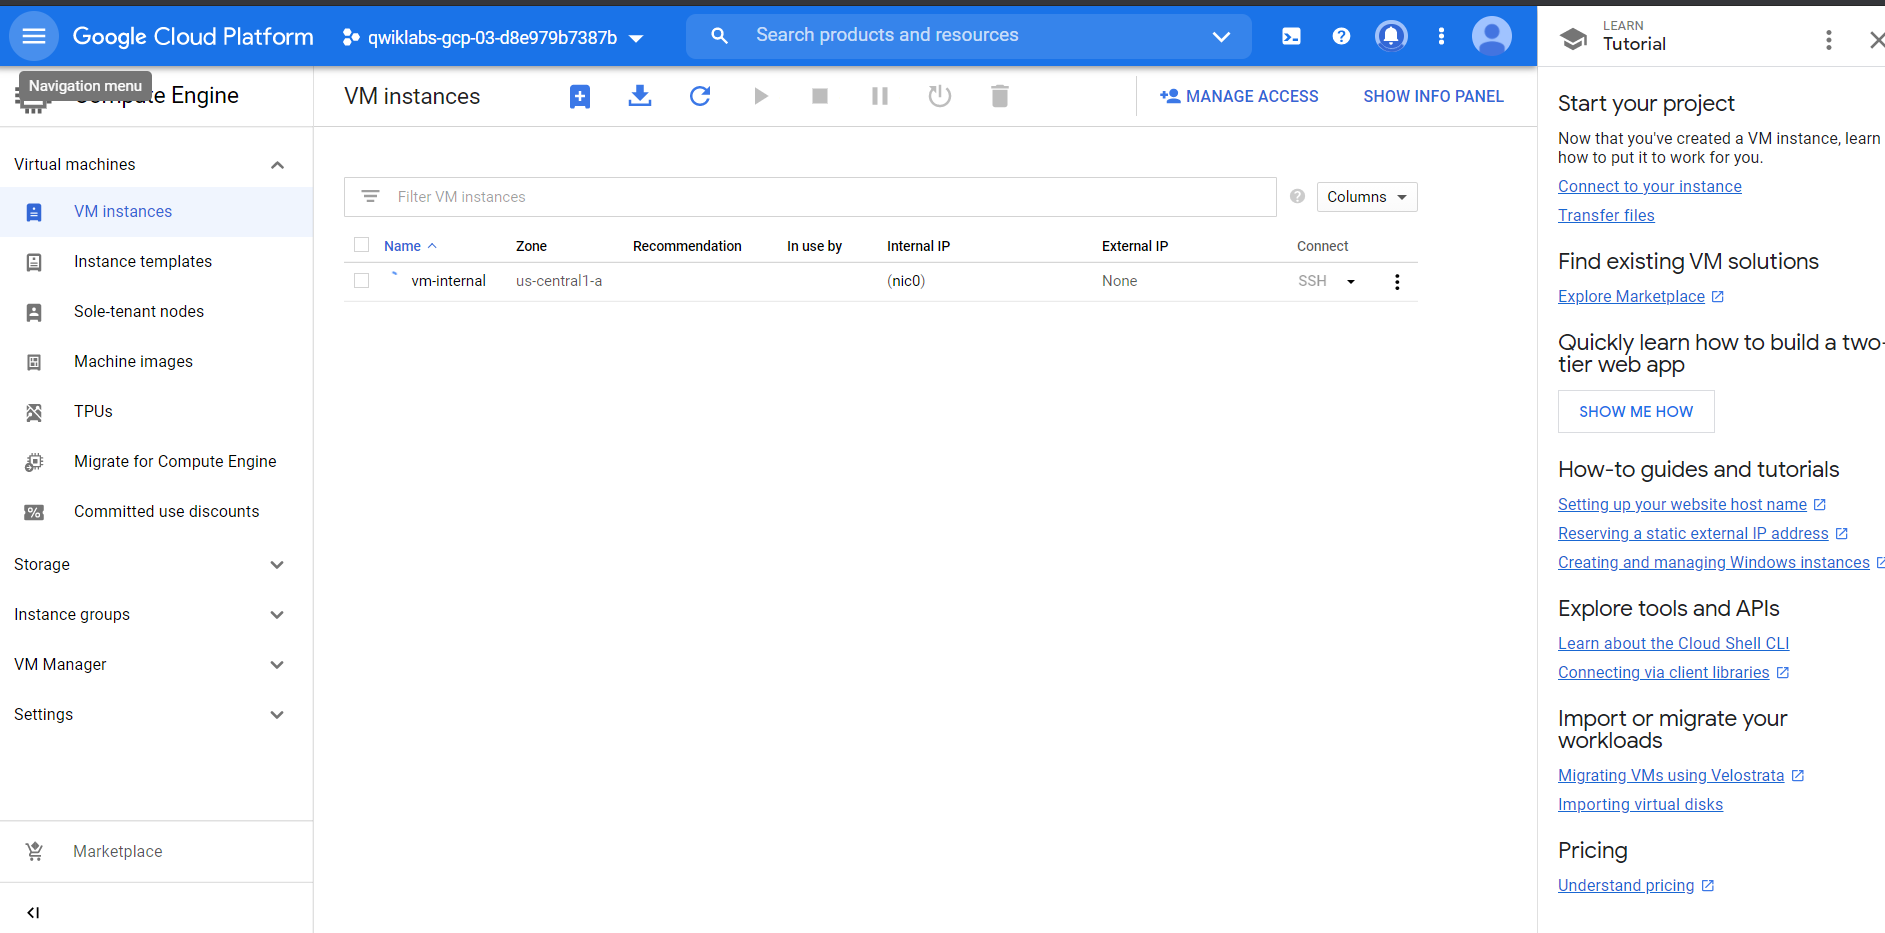 Google Cloud Platform
qwiklabs-gcp-03-d8e979b7387b
Search products and resources
LEARN
Tutorial
Navigation menu
Compute Engine
VM instances
MANAGE ACCESS
SHOW INFO PANEL
Virtual machines
VM instances
Instance templates
Sole-tenant nodes
Machine images
TPUs
Migrate for Compute Engine
Committed use discounts
Storage
Instance groups
VM Manager
Settings
Marketplace
Filter VM instances
Columns
Name Zone Recommendation In use by Internal IP External IP Connect
vm-internal us-central1-a (nic0) None SSH
Start your project
Now that you've created a VM instance, learn
how to put it to work for you.
Connect to your instance
Transfer files
Find existing VM solutions
Explore Marketplace
Quickly learn how to build a two-
tier web app
SHOW ME HOW
How-to guides and tutorials
Setting up your website host name
Reserving a static external IP address
Creating and managing Windows instances
Explore tools and APIs
Learn about the Cloud Shell CLI
Connecting via client libraries
Import or migrate your
workloads
Migrating VMs using Velostrata
Importing virtual disks
Pricing
Understand pricing